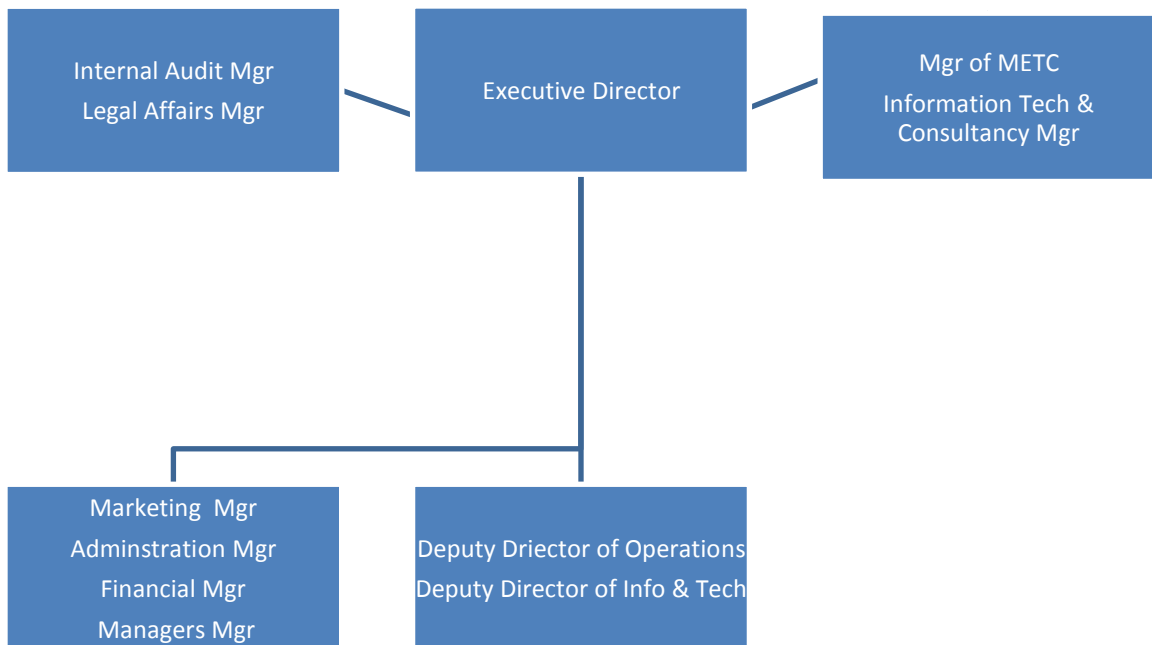 Internal Audit Mgr
Legal Affairs Mgr
Executive Director
Mgr of METC
Information Tech &
Consultancy Mgr
Marketing  Mgr
Adminstration Mgr
Financial Mgr
Managers Mgr
Deputy Driector of Operations
Deputy Director of Info & Tech